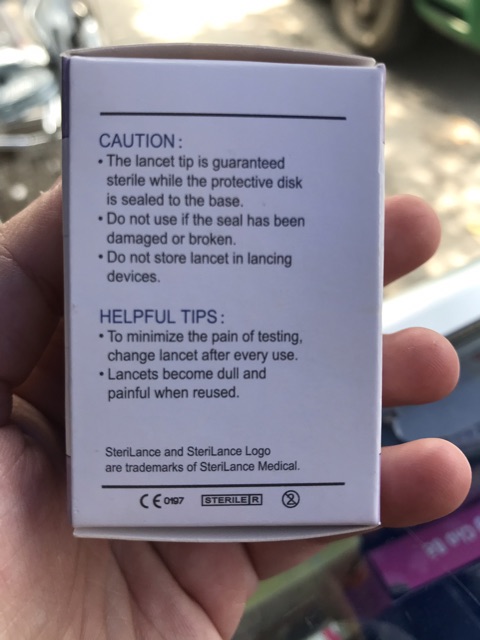 CAUTION:
• The lancet tip is guaranteed
sterile while the protective disk
is sealed to the base.
• Do not use if the seal has been
damaged or broken.
• Do not store lancet in lancing
devices.
HELPFUL TIPS:
• To minimize the pain of testing,
change lancet after every use.
• Lancets become dull and
painful when reused.
SteriLance and SteriLance Logo
are trademarks of SteriLance Medical.
CE 0197 STERILE R 2